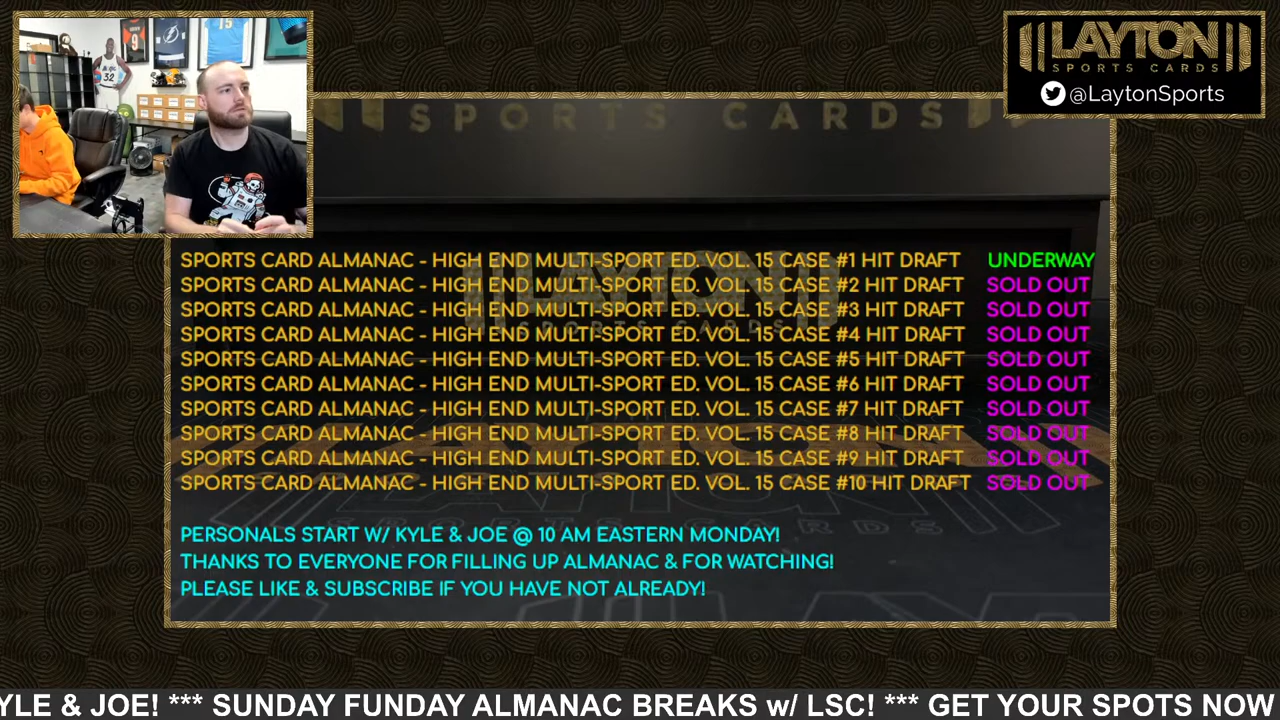 LAYTON
SPORTS CARDS
@LaytonSports
9
15
32
SPORTS CARDS
SPORTS CARD ALMANAC - HIGH END MULTI-SPORT ED. VOL. 15 CASE #1 HIT DRAFT UNDERWAY
SPORTS CARD ALMANAC - HIGH END MULTI-SPORT ED. VOL. 15 CASE #2 HIT DRAFT SOLD OUT
SPORTS CARD ALMANAC - HIGH END MULTI-SPORT ED. VOL. 15 CASE #3 HIT DRAFT SOLD OUT
SPORTS CARD ALMANAC - HIGH END MULTI-SPORT ED. VOL. 15 CASE #4 HIT DRAFT SOLD OUT
SPORTS CARD ALMANAC - HIGH END MULTI-SPORT ED. VOL. 15 CASE #5 HIT DRAFT SOLD OUT
SPORTS CARD ALMANAC - HIGH END MULTI-SPORT ED. VOL. 15 CASE #6 HIT DRAFT SOLD OUT
SPORTS CARD ALMANAC - HIGH END MULTI-SPORT ED. VOL. 15 CASE #7 HIT DRAFT SOLD OUT
SPORTS CARD ALMANAC - HIGH END MULTI-SPORT ED. VOL. 15 CASE #8 HIT DRAFT SOLD OUT
SPORTS CARD ALMANAC - HIGH END MULTI-SPORT ED. VOL. 15 CASE #9 HIT DRAFT SOLD OUT
SPORTS CARD ALMANAC - HIGH END MULTI-SPORT ED. VOL. 15 CASE #10 HIT DRAFT SOLD OUT
PERSONALS START W/ KYLE & JOE @ 10 AM EASTERN MONDAY!
THANKS TO EVERYONE FOR FILLING UP ALMANAC & FOR WATCHING!
PLEASE LIKE & SUBSCRIBE IF YOU HAVE NOT ALREADY!
YLE & JOE! *** SUNDAY FUNDAY ALMANAC BREAKS w/ LSC! *** GET YOUR SPOTS NOW